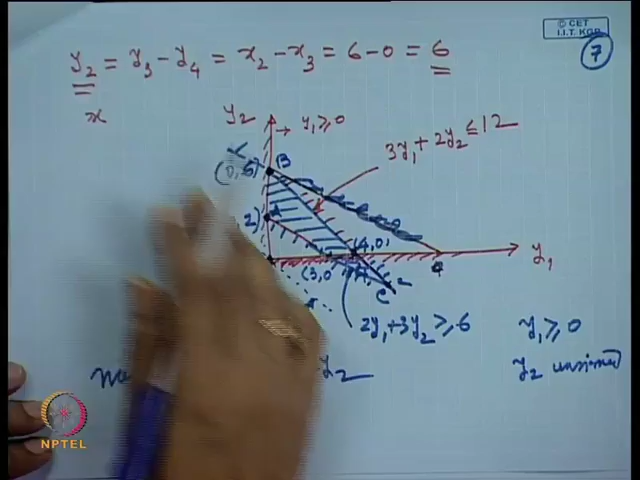 © CET
I.I.T. KGP
7
y₂ = y₃ - y₄ = x₂ - x₃ = 6 - 0 = 6
x
y₂
y₁ ≥ 0
3y₁ + 2y₂ ≤ 12
B
(0,6)
A
2)
(4,0)
(3,0
y₁
C
2y₁ + 3y₂ ≥ 6
y₁ ≥ 0
y₂
y₂ unsigned
NPTEL